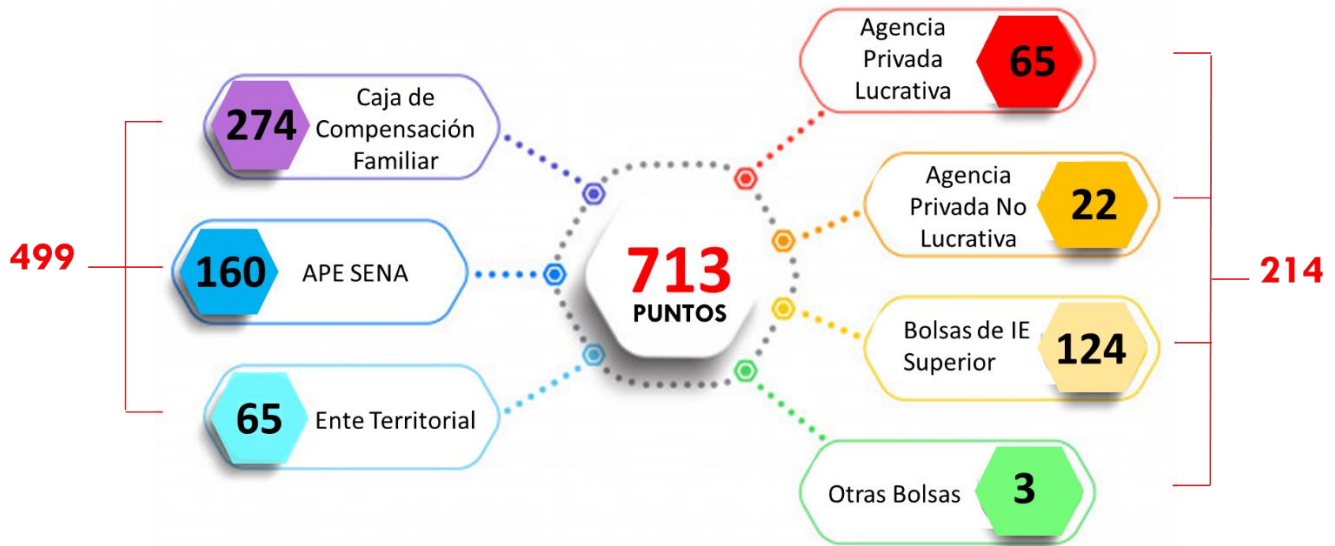 499
274
Caja de
Compensación
Familiar
160
APE SENA
65
Ente Territorial
713
PUNTOS
Agencia
Privada
Lucrativa
65
Agencia
Privada No
Lucrativa
22
Bolsas de IE
Superior
124
Otras Bolsas
3
214